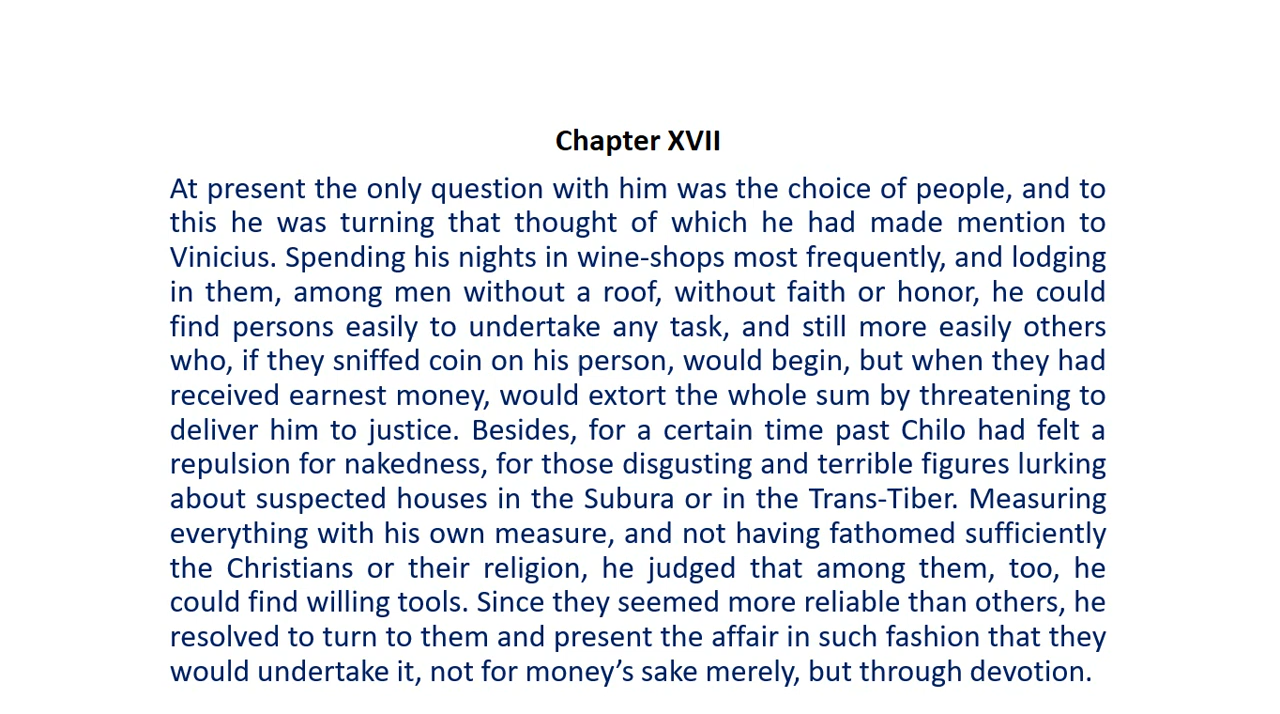 Chapter XVII
At present the only question with him was the choice of people, and to
this he was turning that thought of which he had made mention to
Vinicius. Spending his nights in wine-shops most frequently, and lodging
in them, among men without a roof, without faith or honor, he could
find persons easily to undertake any task, and still more easily others
who, if they sniffed coin on his person, would begin, but when they had
received earnest money, would extort the whole sum by threatening to
deliver him to justice. Besides, for a certain time past Chilo had felt a
repulsion for nakedness, for those disgusting and terrible figures lurking
about suspected houses in the Subura or in the Trans-Tiber. Measuring
everything with his own measure, and not having fathomed sufficiently
the Christians or their religion, he judged that among them, too, he
could find willing tools. Since they seemed more reliable than others, he
resolved to turn to them and present the affair in such fashion that they
would undertake it, not for money’s sake merely, but through devotion.